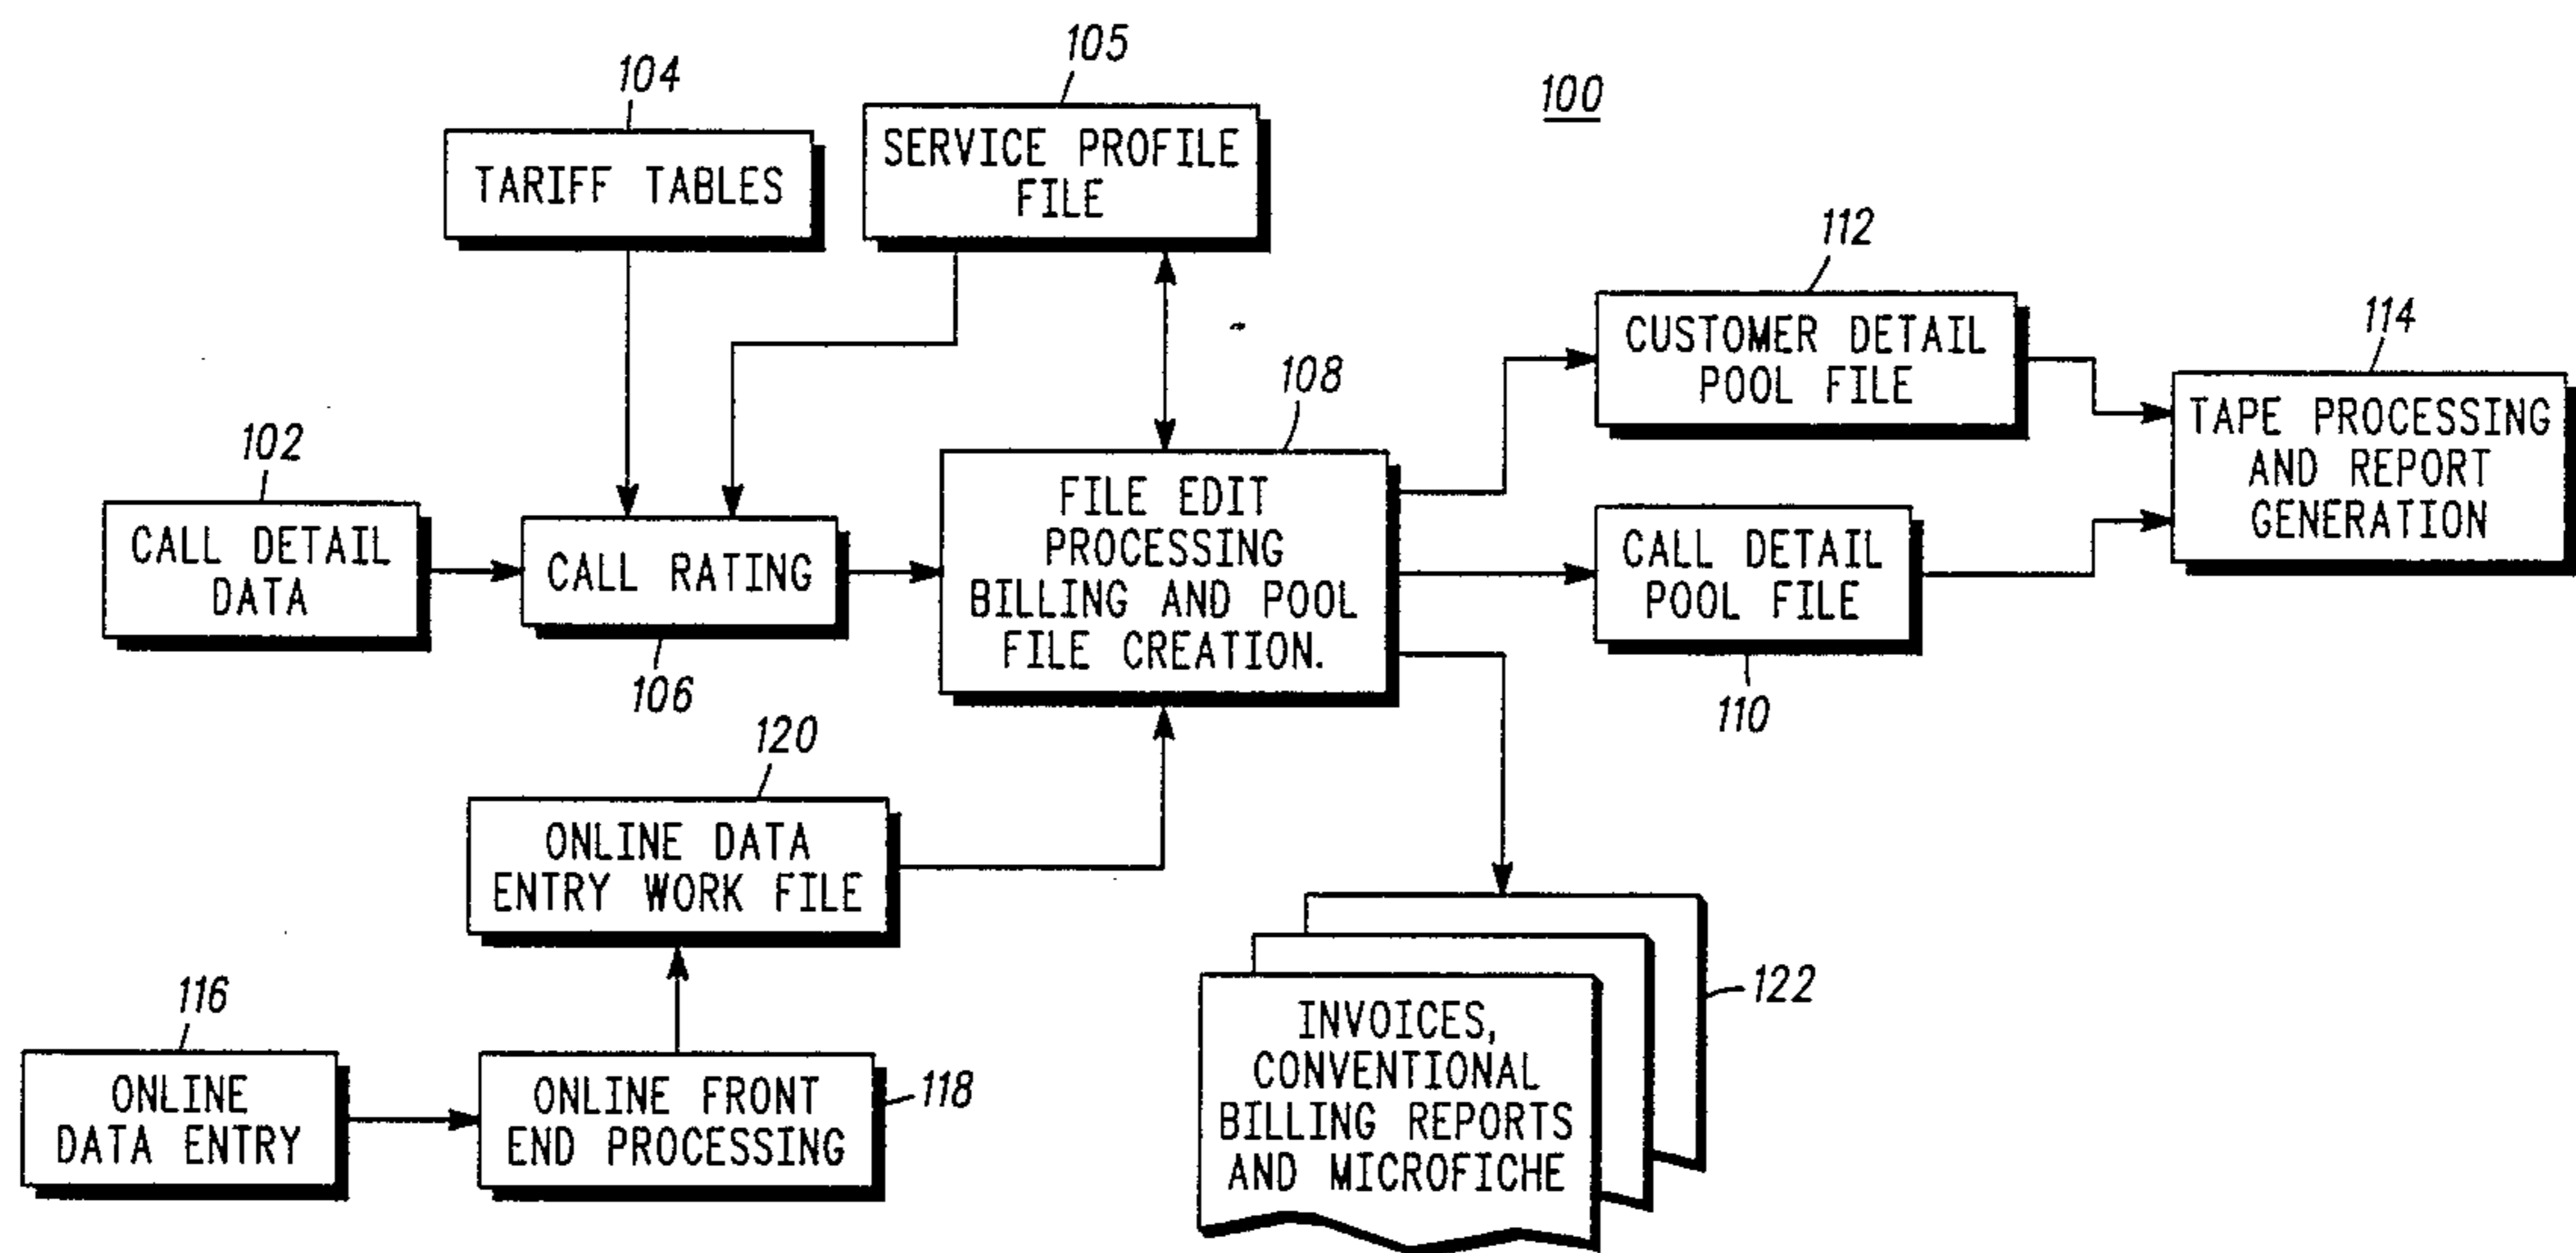 105
104
100
SERVICE PROFILE
FILE
TARIFF TABLES
112
114
CUSTOMER DETAIL
POOL FILE
108
TAPE PROCESSING
AND REPORT
GENERATION
102
CALL DETAIL
DATA
CALL RATING
106
FILE EDIT
PROCESSING
BILLING AND POOL
FILE CREATION.
CALL DETAIL
POOL FILE
110
120
ONLINE DATA
ENTRY WORK FILE
116
ONLINE
DATA ENTRY
ONLINE FRONT
END PROCESSING
118
122
INVOICES,
CONVENTIONAL
BILLING REPORTS
AND MICROFICHE